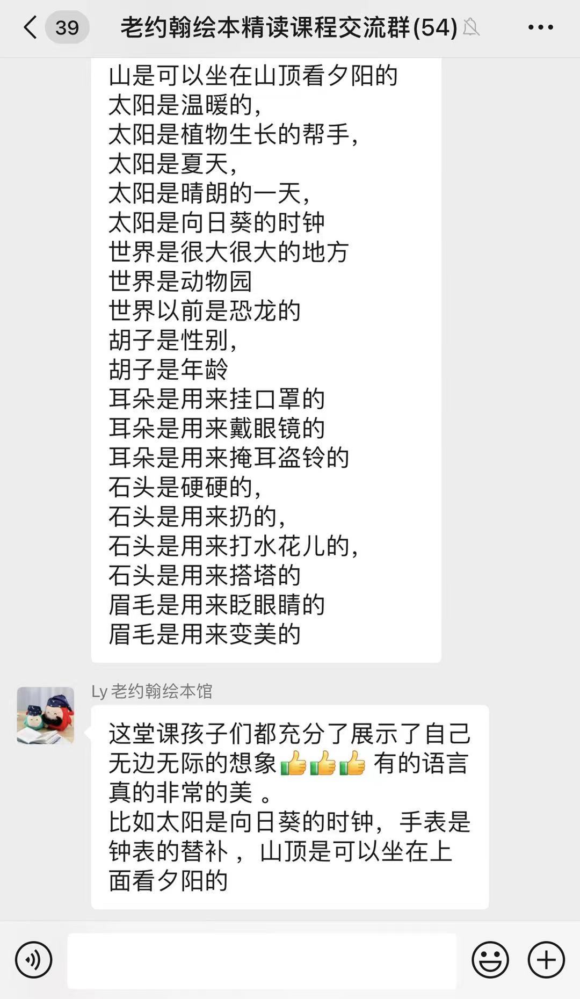 39
老约翰绘本精读课程交流群(54)
山是可以坐在山顶看夕阳的
太阳是温暖的,
太阳是植物生长的帮手,
太阳是夏天,
太阳是晴朗的一天,
太阳是向日葵的时钟
世界是很大很大的地方
世界是动物园
世界以前是恐龙的
胡子是性别,
胡子是年龄
耳朵是用来挂口罩的
耳朵是用来戴眼镜的
耳朵是用来掩耳盗铃的
石头是硬硬的,
石头是用来扔的,
石头是用来打水花儿的,
石头是用来搭塔的
眉毛是用来眨眼睛的
眉毛是用来变美的
Ly 老约翰绘本馆
这堂课孩子们都充分了展示了自己
无边无际的想象👍👍👍 有的语言
真的非常的美 。
比如太阳是向日葵的时钟，手表是
钟表的替补 ，山顶是可以坐在上
面看夕阳的